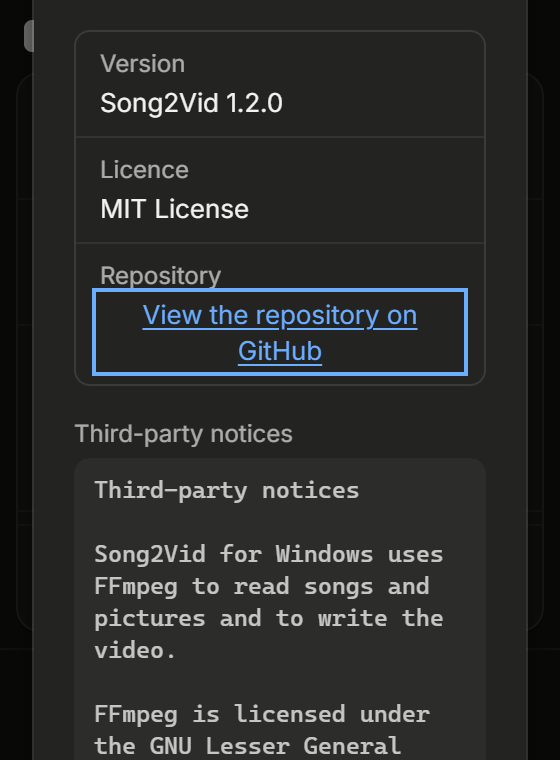 Version
Song2Vid 1.2.0
Licence
MIT License
Repository
View the repository on
GitHub
Third-party notices
Third-party notices
Song2Vid for Windows uses
FFmpeg to read songs and
pictures and to write the
video.
FFmpeg is licensed under
the GNU Lesser General